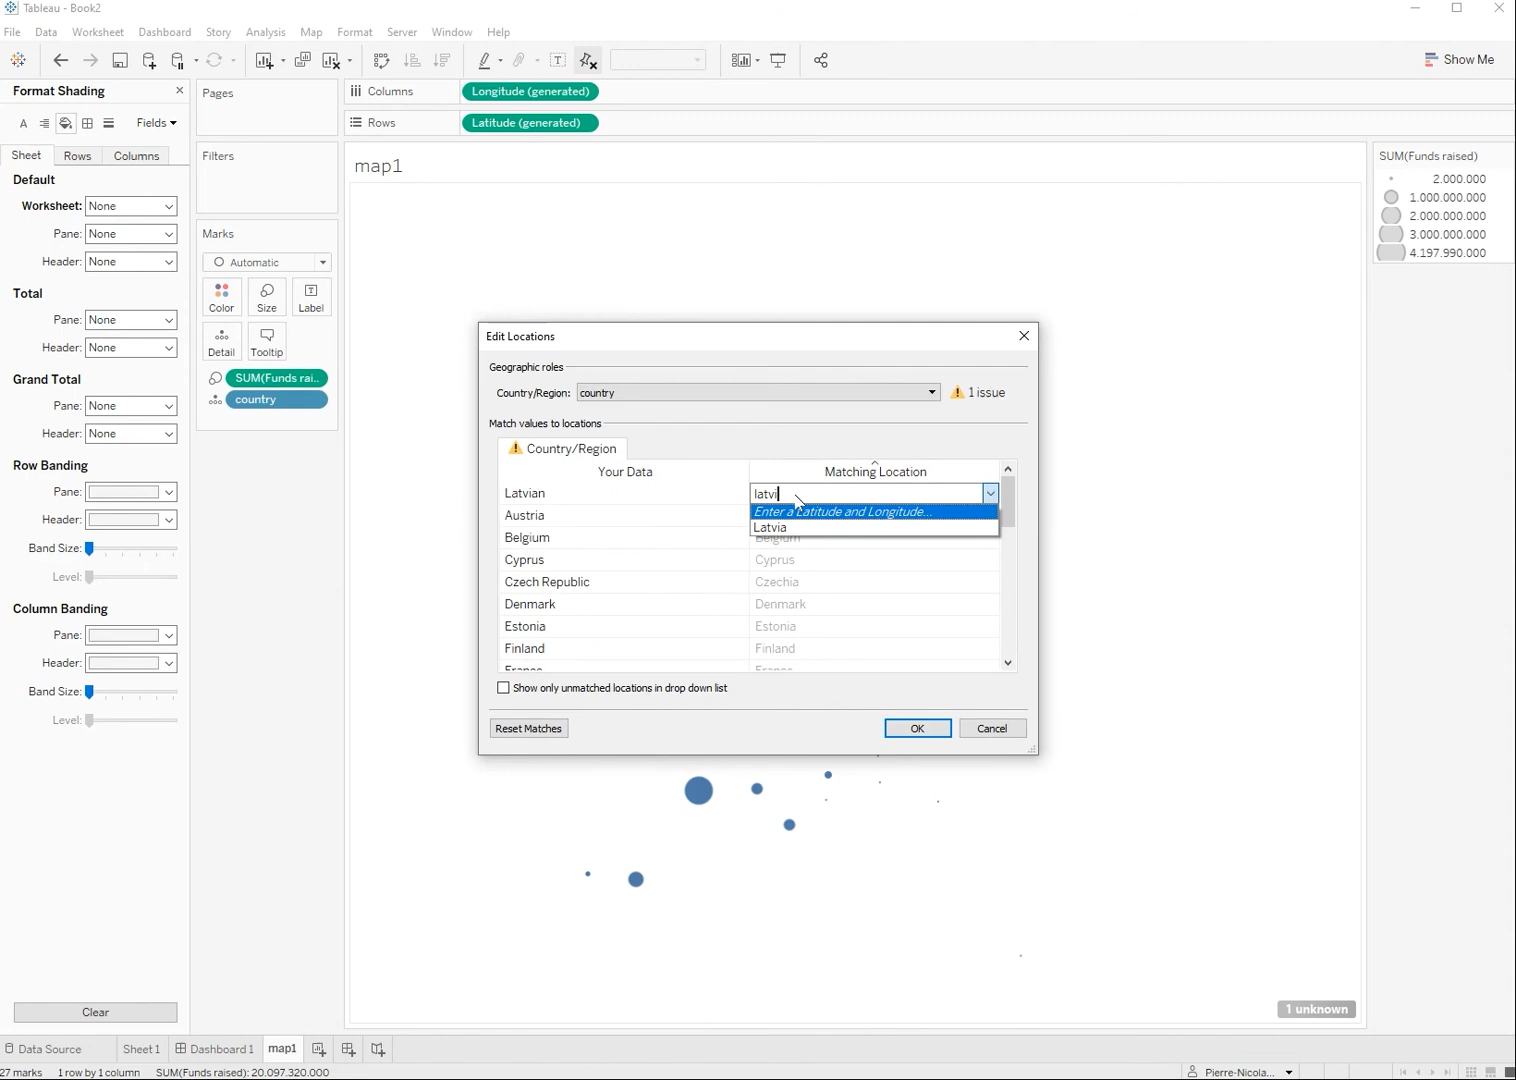 Tableau - Book2
File Data Worksheet Dashboard Story Analysis Map Format Server Window Help
Show Me
Format Shading
Fields
Sheet Rows Columns
Default
Worksheet: None
Pane: None
Header: None
Total
Pane: None
Header: None
Grand Total
Pane: None
Header: None
Row Banding
Pane:
Header:
Band Size:
Level:
Column Banding
Pane:
Header:
Band Size:
Level:
Clear
Pages
Filters
Marks
Automatic
Color Size Label
Detail Tooltip
SUM(Funds rai..
country
Columns Longitude (generated)
Rows Latitude (generated)
map1
Edit Locations
Geographic roles
Country/Region: country 1 issue
Match values to locations
Country/Region
Your Data Matching Location
Latvian latvi
Enter a Latitude and Longitude...
Latvia
Austria
Belgium Belgium
Cyprus Cyprus
Czech Republic Czechia
Denmark Denmark
Estonia Estonia
Finland Finland
France France
Show only unmatched locations in drop down list
Reset Matches OK Cancel
SUM(Funds raised)
2.000.000
1.000.000.000
2.000.000.000
3.000.000.000
4.197.990.000
1 unknown
Data Source Sheet 1 Dashboard 1 map1
27 marks 1 row by 1 column SUM(Funds raised): 20.097.320.000
Pierre-Nicola...